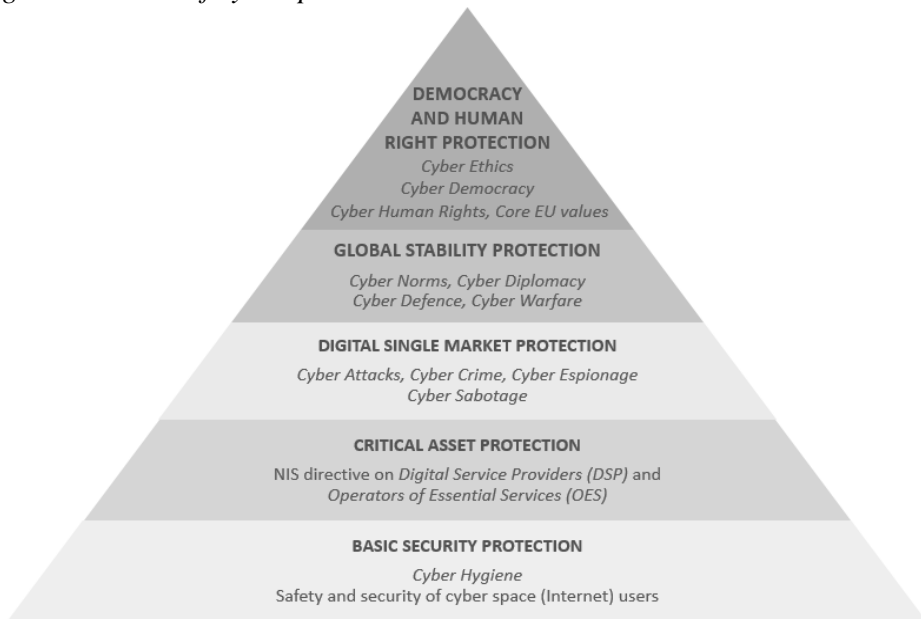 DEMOCRACY
AND HUMAN
RIGHT PROTECTION
Cyber Ethics
Cyber Democracy
Cyber Human Rights, Core EU values
GLOBAL STABILITY PROTECTION
Cyber Norms, Cyber Diplomacy
Cyber Defence, Cyber Warfare
DIGITAL SINGLE MARKET PROTECTION
Cyber Attacks, Cyber Crime, Cyber Espionage
Cyber Sabotage
CRITICAL ASSET PROTECTION
NIS directive on Digital Service Providers (DSP) and
Operators of Essential Services (OES)
BASIC SECURITY PROTECTION
Cyber Hygiene
Safety and security of cyber space (Internet) users